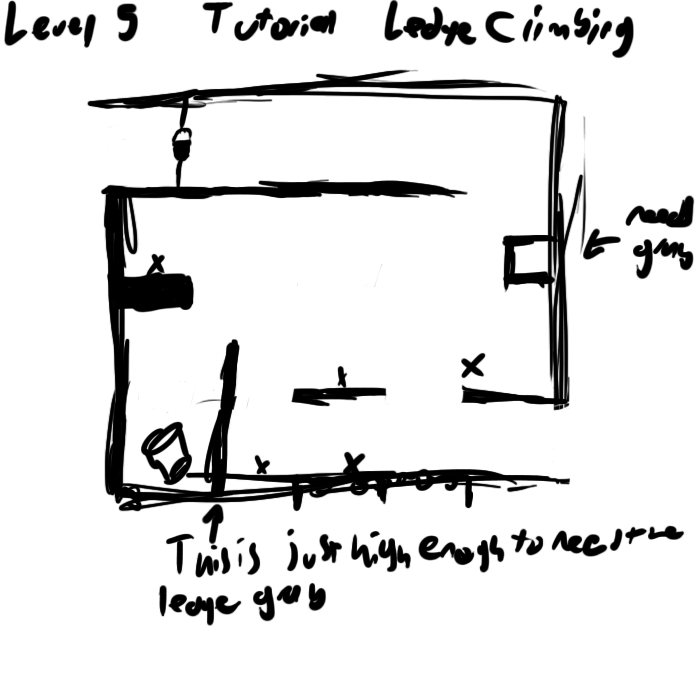 Level 5 Tutorial Ledge Climbing
need
grab
x
x
x
x
x
This is just high enough to need the
ledge grab